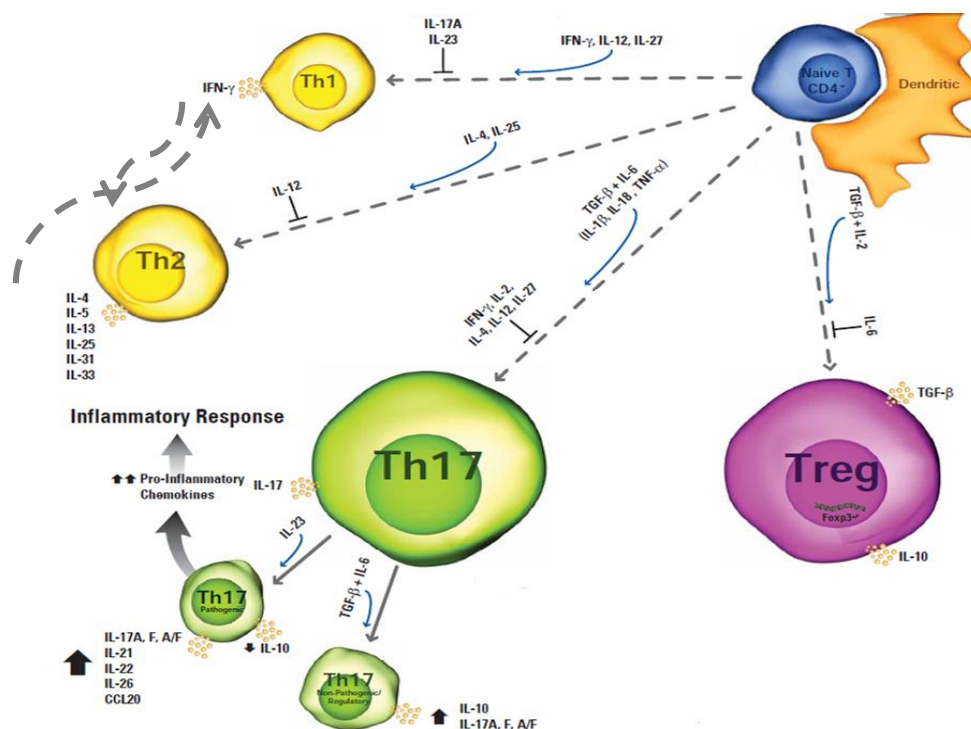 IL-17A
IL-23
IFN-γ, IL-12, IL-27
Th1
IFN-γ
Naive T
CD4+
Dendritic
IL-4, IL-25
IL-12
Th2
IL-4
IL-5
IL-13
IL-25
IL-31
IL-33
TGF-β + IL-6
(IL-1β, IL-18, TNF-α)
IFN-γ, IL-2,
IL-4, IL-12, IL-27
TGF-β + IL-2
IL-6
TGF-β
Treg
Foxp3+
IL-10
Inflammatory Response
Pro-Inflammatory
Chemokines
IL-17
Th17
IL-23
TGF-β + IL-6
Th17
Pathogenic
IL-17A, F, A/F
IL-21
IL-22
IL-26
CCL20
IL-10
Th17
Non-Pathogenic/
Regulatory
IL-10
IL-17A, F, A/F